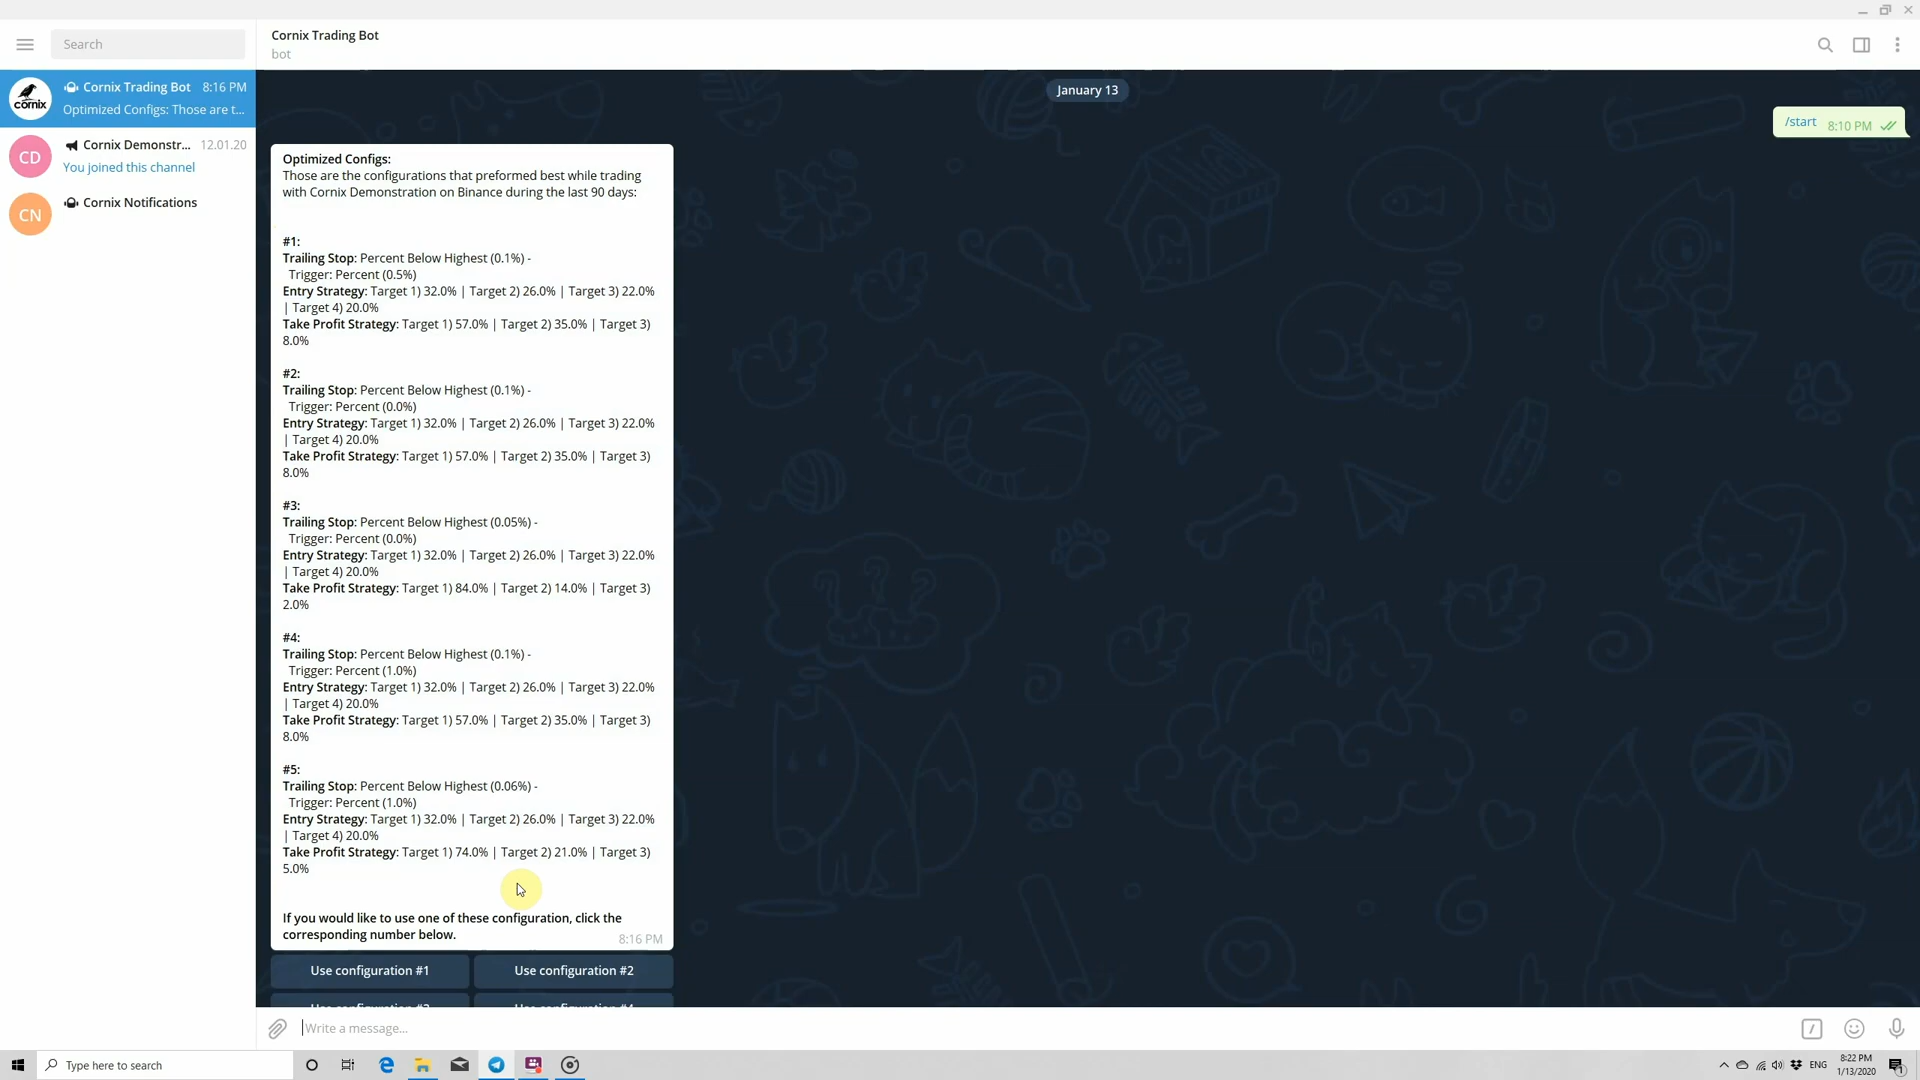 Search
Cornix Trading Bot
bot
cornix
Cornix Trading Bot 8:16 PM
Optimized Configs: Those are t...
CD
Cornix Demonstr... 12.01.20
You joined this channel
CN
Cornix Notifications
January 13
/start 8:10 PM
Optimized Configs:
Those are the configurations that preformed best while trading
with Cornix Demonstration on Binance during the last 90 days:
#1:
Trailing Stop: Percent Below Highest (0.1%) -
Trigger: Percent (0.5%)
Entry Strategy: Target 1) 32.0% | Target 2) 26.0% | Target 3) 22.0%
| Target 4) 20.0%
Take Profit Strategy: Target 1) 57.0% | Target 2) 35.0% | Target 3)
8.0%
#2:
Trailing Stop: Percent Below Highest (0.1%) -
Trigger: Percent (0.0%)
Entry Strategy: Target 1) 32.0% | Target 2) 26.0% | Target 3) 22.0%
| Target 4) 20.0%
Take Profit Strategy: Target 1) 57.0% | Target 2) 35.0% | Target 3)
8.0%
#3:
Trailing Stop: Percent Below Highest (0.05%) -
Trigger: Percent (0.0%)
Entry Strategy: Target 1) 32.0% | Target 2) 26.0% | Target 3) 22.0%
| Target 4) 20.0%
Take Profit Strategy: Target 1) 84.0% | Target 2) 14.0% | Target 3)
2.0%
#4:
Trailing Stop: Percent Below Highest (0.1%) -
Trigger: Percent (1.0%)
Entry Strategy: Target 1) 32.0% | Target 2) 26.0% | Target 3) 22.0%
| Target 4) 20.0%
Take Profit Strategy: Target 1) 57.0% | Target 2) 35.0% | Target 3)
8.0%
#5:
Trailing Stop: Percent Below Highest (0.06%) -
Trigger: Percent (1.0%)
Entry Strategy: Target 1) 32.0% | Target 2) 26.0% | Target 3) 22.0%
| Target 4) 20.0%
Take Profit Strategy: Target 1) 74.0% | Target 2) 21.0% | Target 3)
5.0%
If you would like to use one of these configuration, click the
corresponding number below.
8:16 PM
Use configuration #1 Use configuration #2
Write a message...
Type here to search
ENG
8:22 PM
1/13/2020